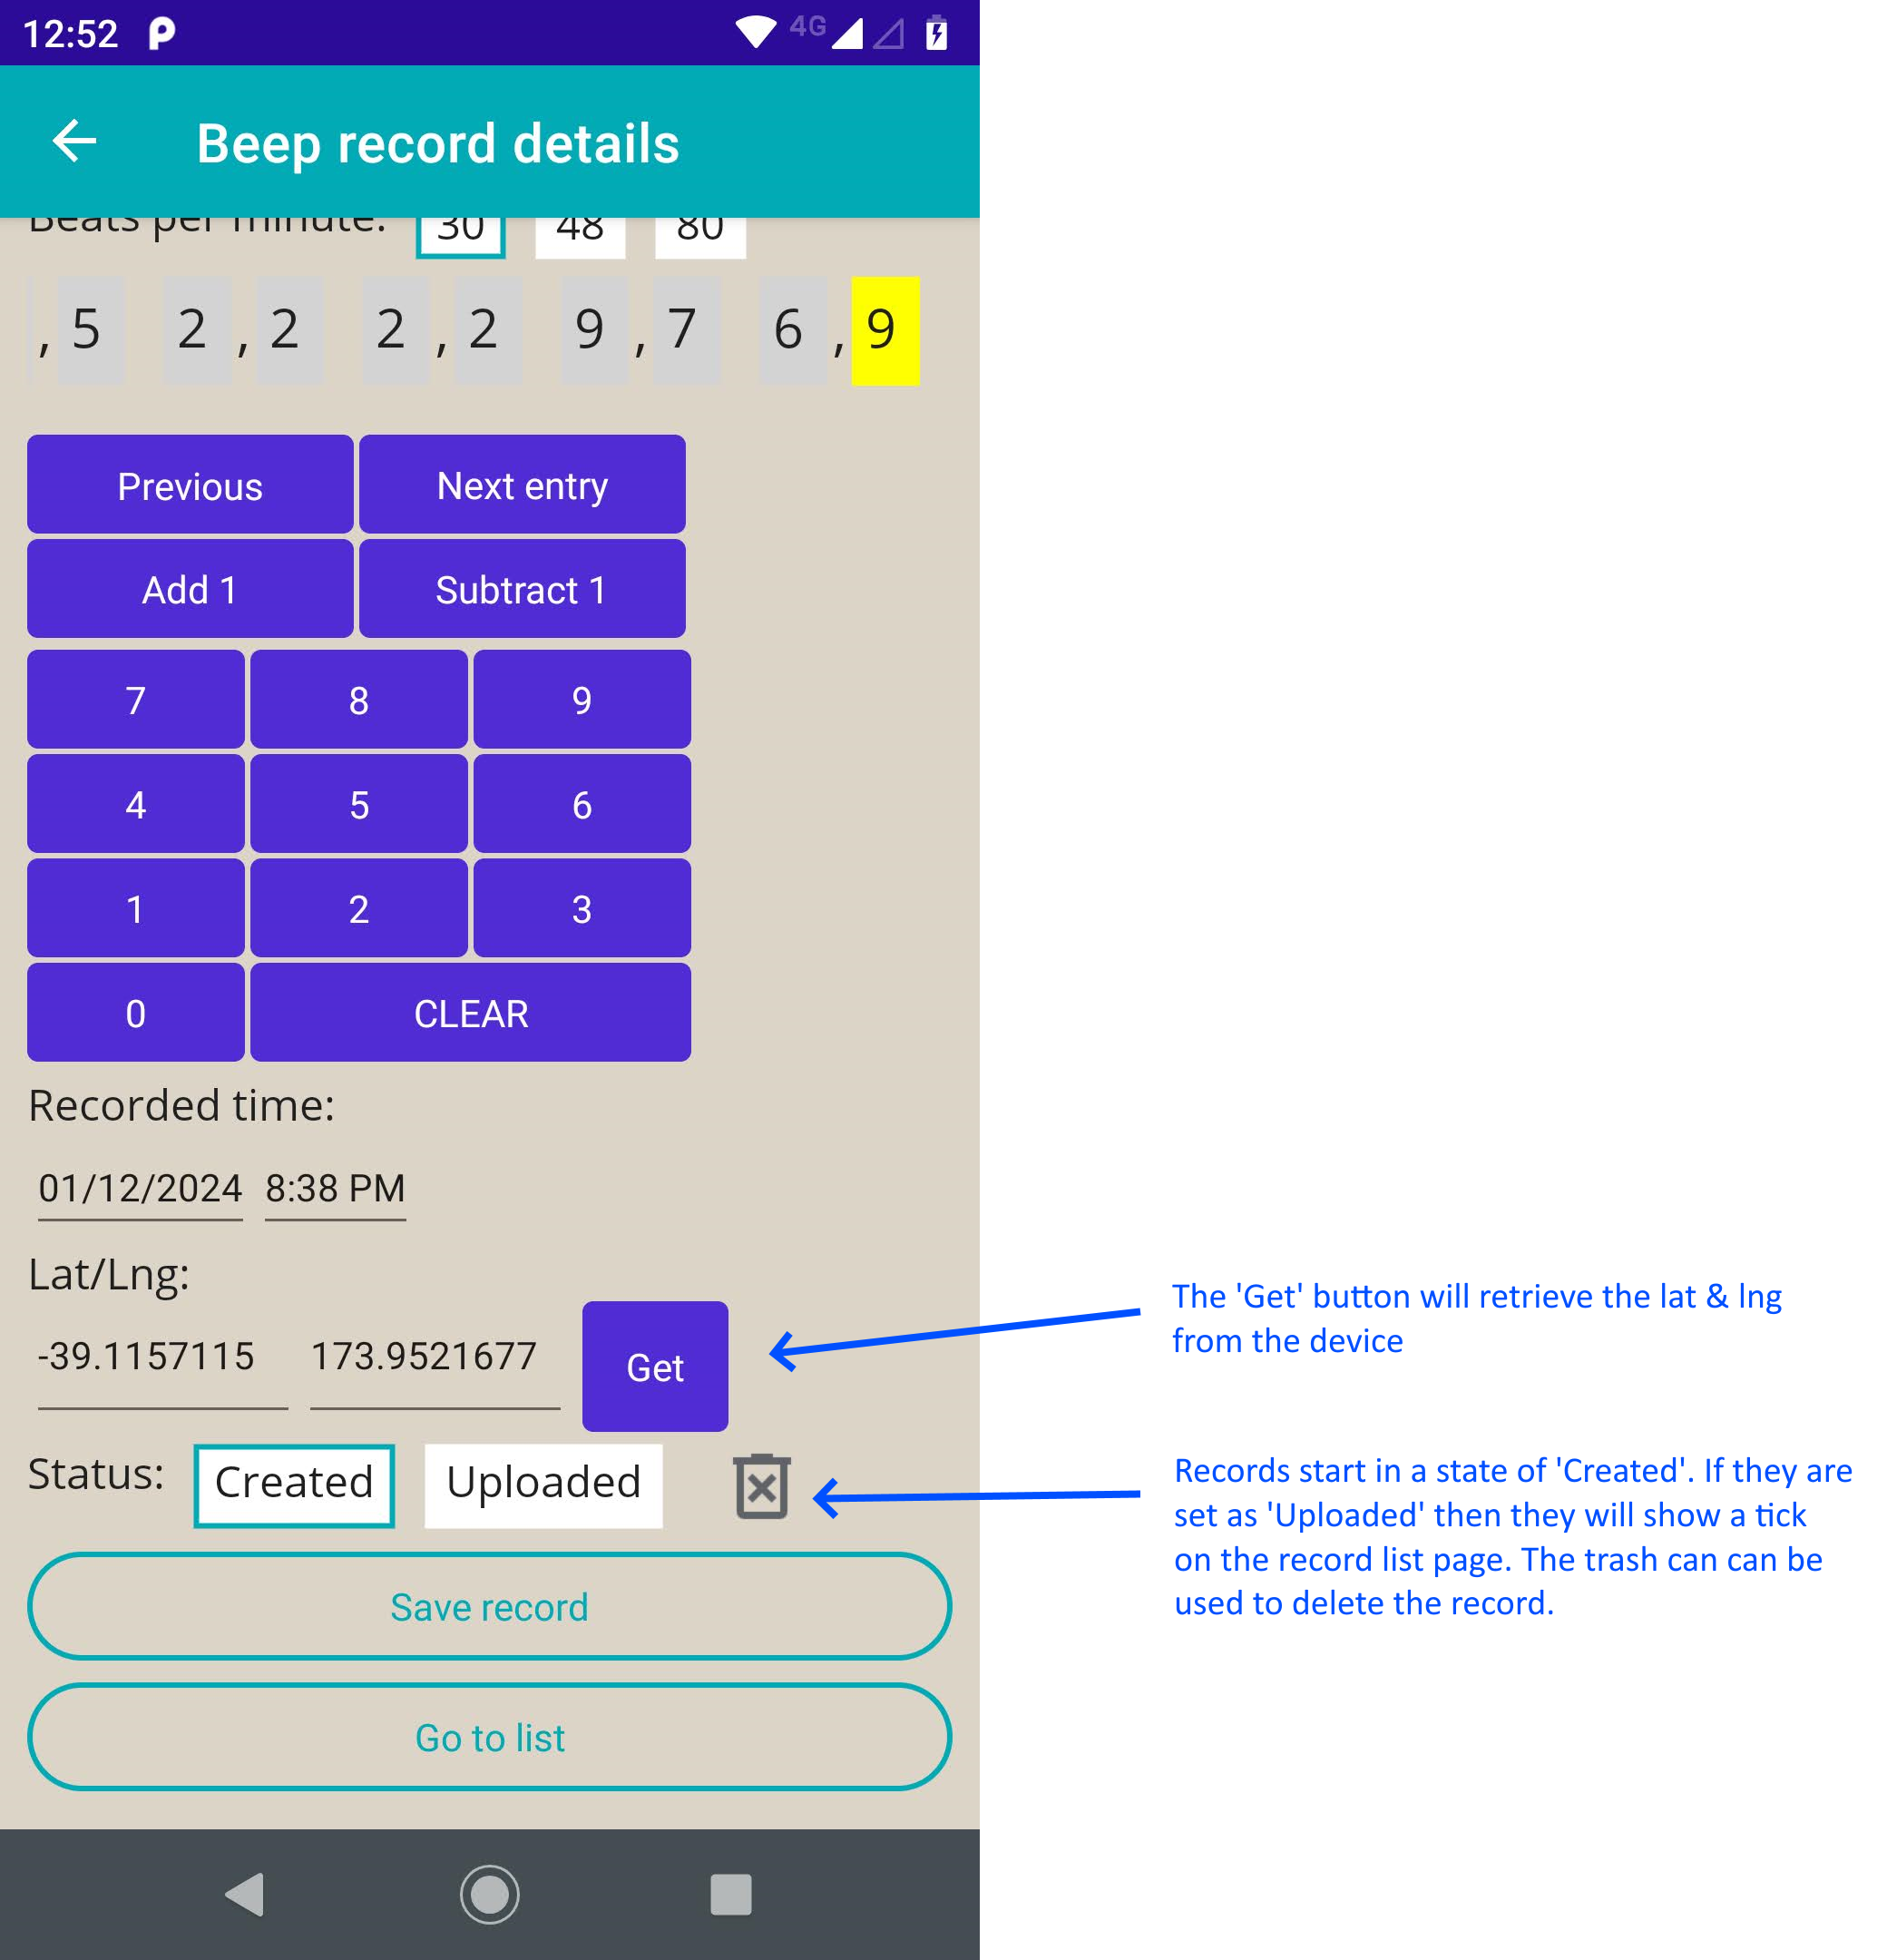 12:52 4G
Beep record details
Beats per minute: 30 48 80
,5 2,2 2,2 9,7 6,9
Previous Next entry
Add 1 Subtract 1
7 8 9
4 5 6
1 2 3
0 CLEAR
Recorded time:
01/12/2024 8:38 PM
Lat/Lng:
-39.1157115 173.9521677 Get
Status: Created Uploaded
Save record
Go to list
The 'Get' button will retrieve the lat & lng
from the device
Records start in a state of 'Created'. If they are
set as 'Uploaded' then they will show a tick
on the record list page. The trash can can be
used to delete the record.